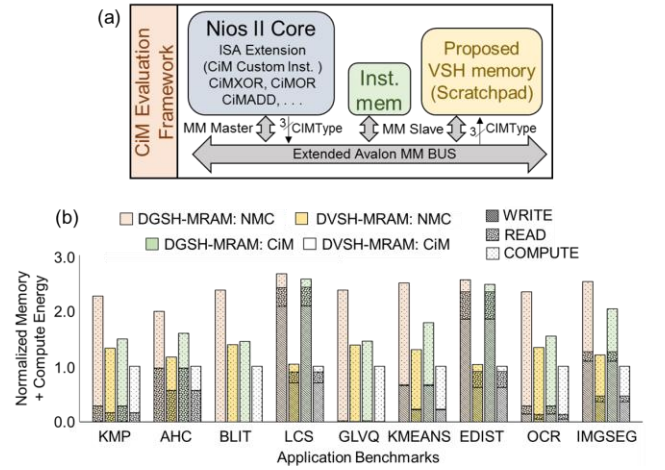 (a)
CiM Evaluation
Framework
Nios II Core
ISA Extension
(CiM Custom Inst. )
CiMXOR, CiMOR
CiMADD, . . .
Inst.
mem
Proposed
VSH memory
(Scratchpad)
MM Master
3
CIMType
MM Slave
3
CIMType
Extended Avalon MM BUS
(b)
DGSH-MRAM: NMC
DVSH-MRAM: NMC
DGSH-MRAM: CiM
DVSH-MRAM: CiM
WRITE
READ
COMPUTE
Normalized Memory
+ Compute Energy
3.0
2.0
1.0
0.0
KMP AHC BLIT LCS GLVQ KMEANS EDIST OCR IMGSEG
Application Benchmarks